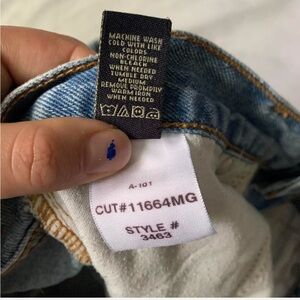 MACHINE WASH
COLD WITH LIKE
COLORS
NON-CHLORINE
BLEACH
WHEN NEEDED
TUMBLE DRY
MEDIUM
REMOVE PROMPTLY
WARM IRON
WHEN NEEDED
A-101
CUT#11664MG
STYLE #
3463